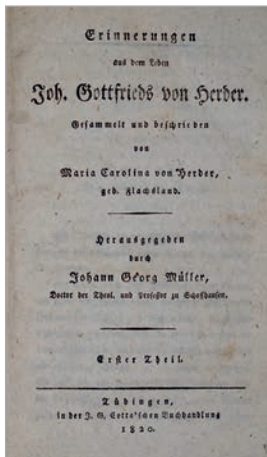 Erinnerungen
aus dem Leben
Joh. Gottfrieds von Herder.
Gesammelt und beschrieben
von
Maria Carolina von Herder,
geb. Flachsland.
Herausgegeben
durch
Johann Georg Müller,
Doctor der Theol. und Professor zu Schaffhausen.
Erster Theil.
Tübingen,
in der J. G. Cotta'schen Buchhandlung
1820.